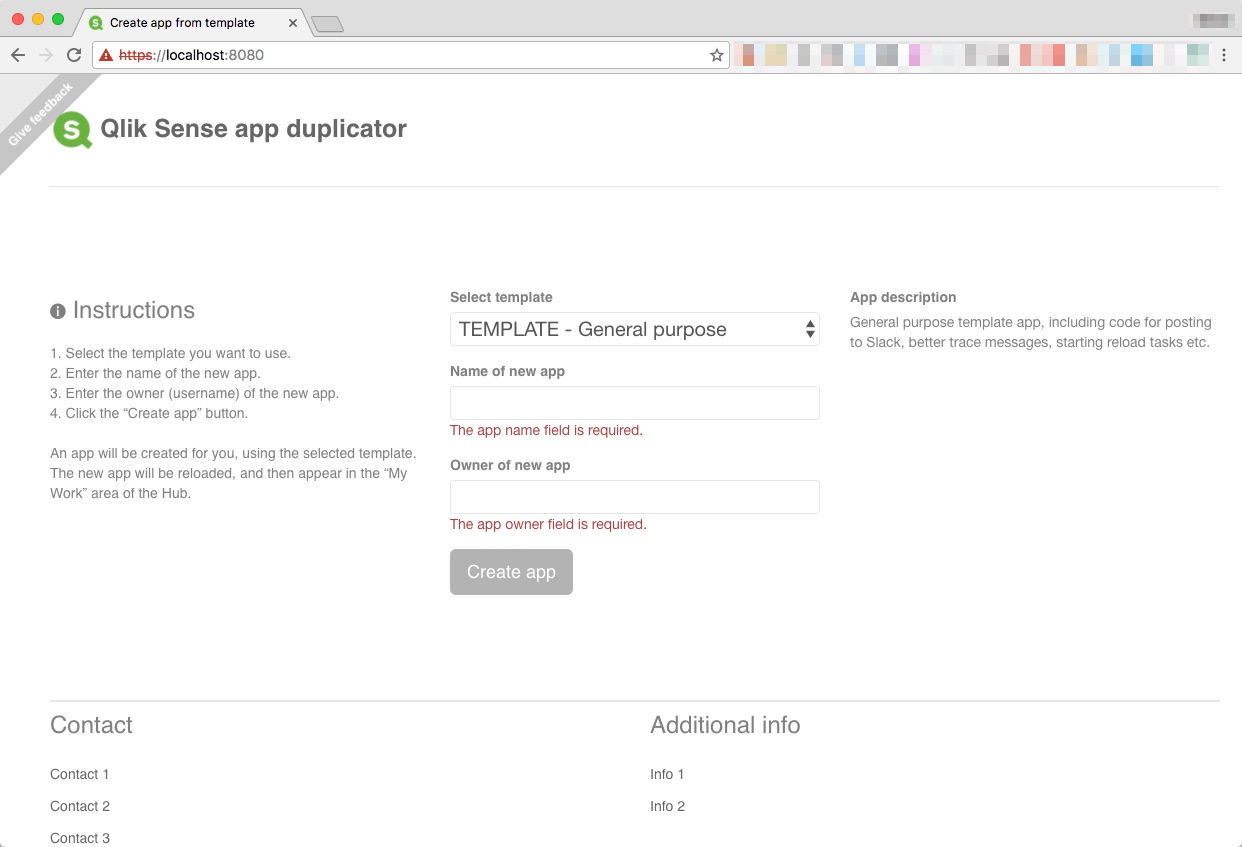 Create app from template
https://localhost:8080
Give feedback
S Qlik Sense app duplicator
Instructions
1. Select the template you want to use.
2. Enter the name of the new app.
3. Enter the owner (username) of the new app.
4. Click the “Create app” button.
An app will be created for you, using the selected template.
The new app will be reloaded, and then appear in the “My
Work” area of the Hub.
Select template
TEMPLATE - General purpose
Name of new app
The app name field is required.
Owner of new app
The app owner field is required.
Create app
App description
General purpose template app, including code for posting
to Slack, better trace messages, starting reload tasks etc.
Contact
Contact 1
Contact 2
Contact 3
Additional info
Info 1
Info 2